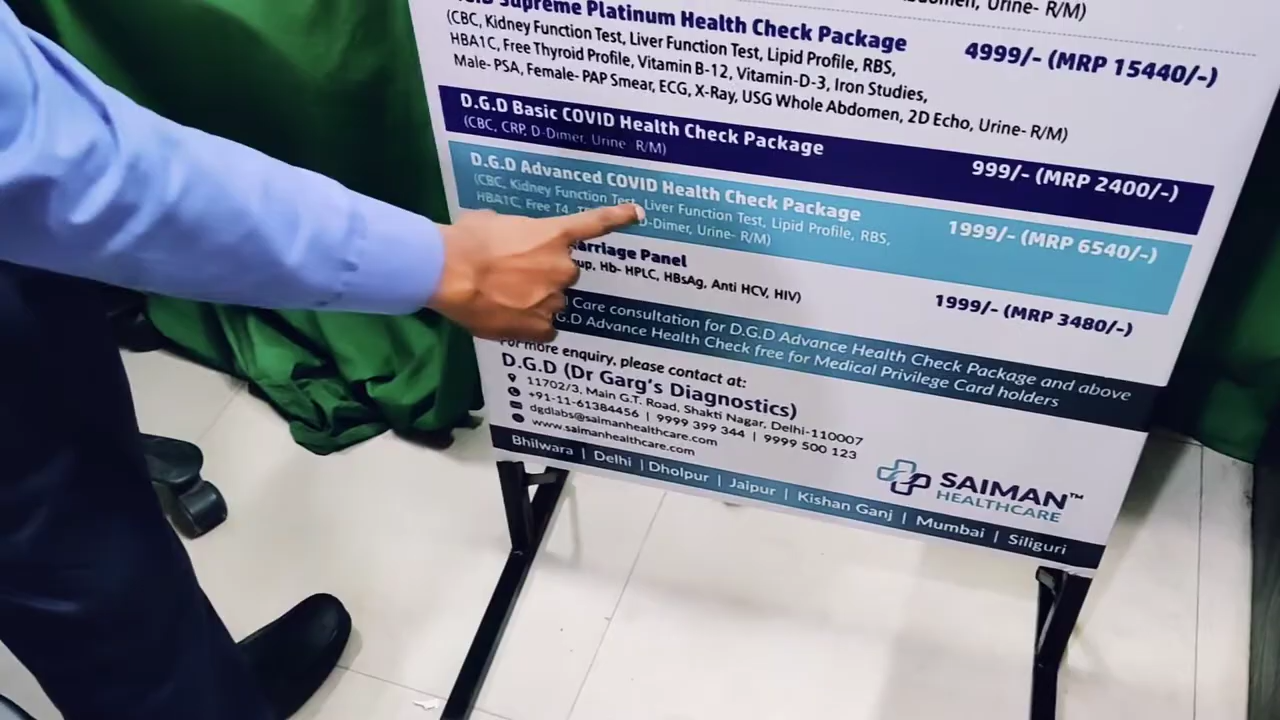 Urine- R/M)
Supreme Platinum Health Check Package
4999/- (MRP 15440/-)
(CBC, Kidney Function Test, Liver Function Test, Lipid Profile, RBS,
HBA1C, Free Thyroid Profile, Vitamin B-12, Vitamin-D-3, Iron Studies,
Male- PSA, Female- PAP Smear, ECG, X-Ray, USG Whole Abdomen, 2D Echo, Urine- R/M)
D.G.D Basic COVID Health Check Package
999/- (MRP 2400/-)
(CBC, CRP, D-Dimer, Urine R/M)
D.G.D Advanced COVID Health Check Package
1999/- (MRP 6540/-)
(CBC, Kidney Function Test, Liver Function Test, Lipid Profile, RBS,
HBA1C, Free T4, D-Dimer, Urine- R/M)
Panel
1999/- (MRP 3480/-)
Hb- HPLC, HBsAg, Anti HCV, HIV)
Care consultation for D.G.D Advance Health Check Package and above
Advance Health Check free for Medical Privilege Card holders
For more enquiry, please contact at:
D.G.D (Dr Garg's Diagnostics)
11702/3, Main G.T. Road, Shakti Nagar, Delhi-110007
+91-11-61384456 | 9999 399 344 | 9999 500 123
dgdlabs@saimanhealthcare.com
www.saimanhealthcare.com
SAIMAN™
HEALTHCARE
Bhilwara | Delhi | Dholpur | Jaipur | Kishan Ganj | Mumbai | Siliguri